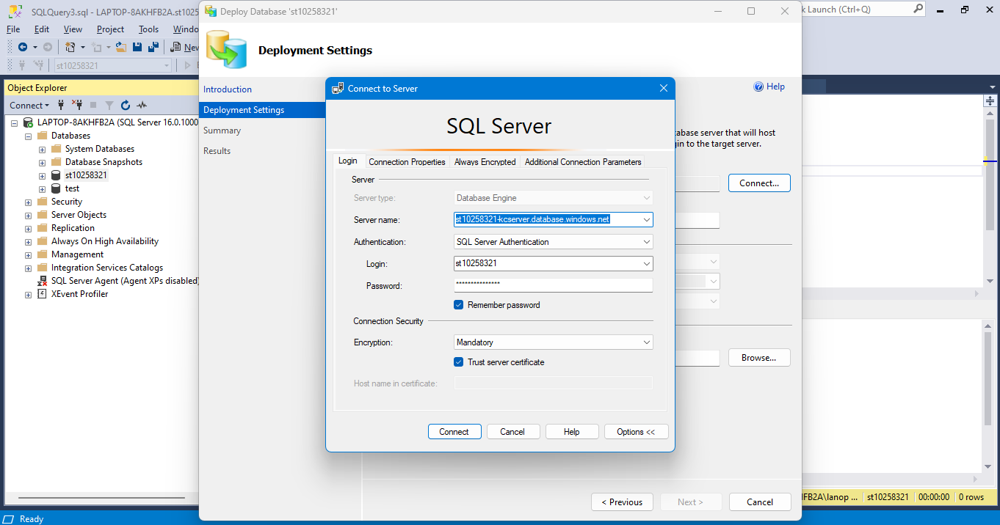 SQLQuery3.sql - LAPTOP-8AKHFB2A.st1025
Deploy Database 'st10258321'
k Launch (Ctrl+Q)
File Edit View Project Tools Windo
New
st10258321
Deployment Settings
Object Explorer
Connect
LAPTOP-8AKHFB2A (SQL Server 16.0.1000
Databases
System Databases
Database Snapshots
st10258321
test
Security
Server Objects
Replication
Always On High Availability
Management
Integration Services Catalogs
SQL Server Agent (Agent XPs disabled)
XEvent Profiler
Introduction
Deployment Settings
Summary
Results
Help
tabase server that will host
gin to the target server.
Connect...
Browse...
Connect to Server
SQL Server
Login Connection Properties Always Encrypted Additional Connection Parameters
Server
Server type: Database Engine
Server name: st10258321-kcserver.database.windows.net
Authentication: SQL Server Authentication
Login: st10258321
Password: ***************
Remember password
Connection Security
Encryption: Mandatory
Trust server certificate
Host name in certificate:
Connect Cancel Help Options <<
< Previous Next > Cancel
HFB2A\lanop ... st10258321 00:00:00 0 rows
Ready